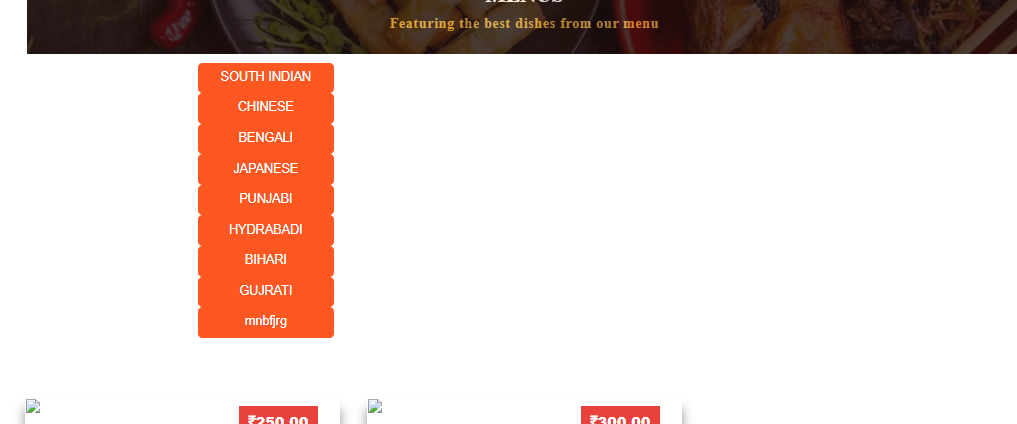 MENUS
Featuring the best dishes from our menu
SOUTH INDIAN
CHINESE
BENGALI
JAPANESE
PUNJABI
HYDRABADI
BIHARI
GUJRATI
mnbfjrg
₹250.00
₹300.00